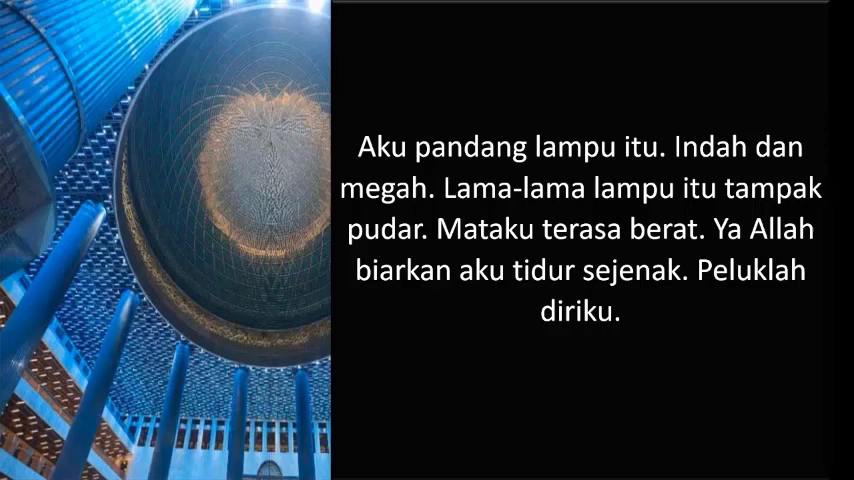 Aku pandang lampu itu. Indah dan
megah. Lama-lama lampu itu tampak
pudar. Mataku terasa berat. Ya Allah
biarkan aku tidur sejenak. Peluklah
diriku.